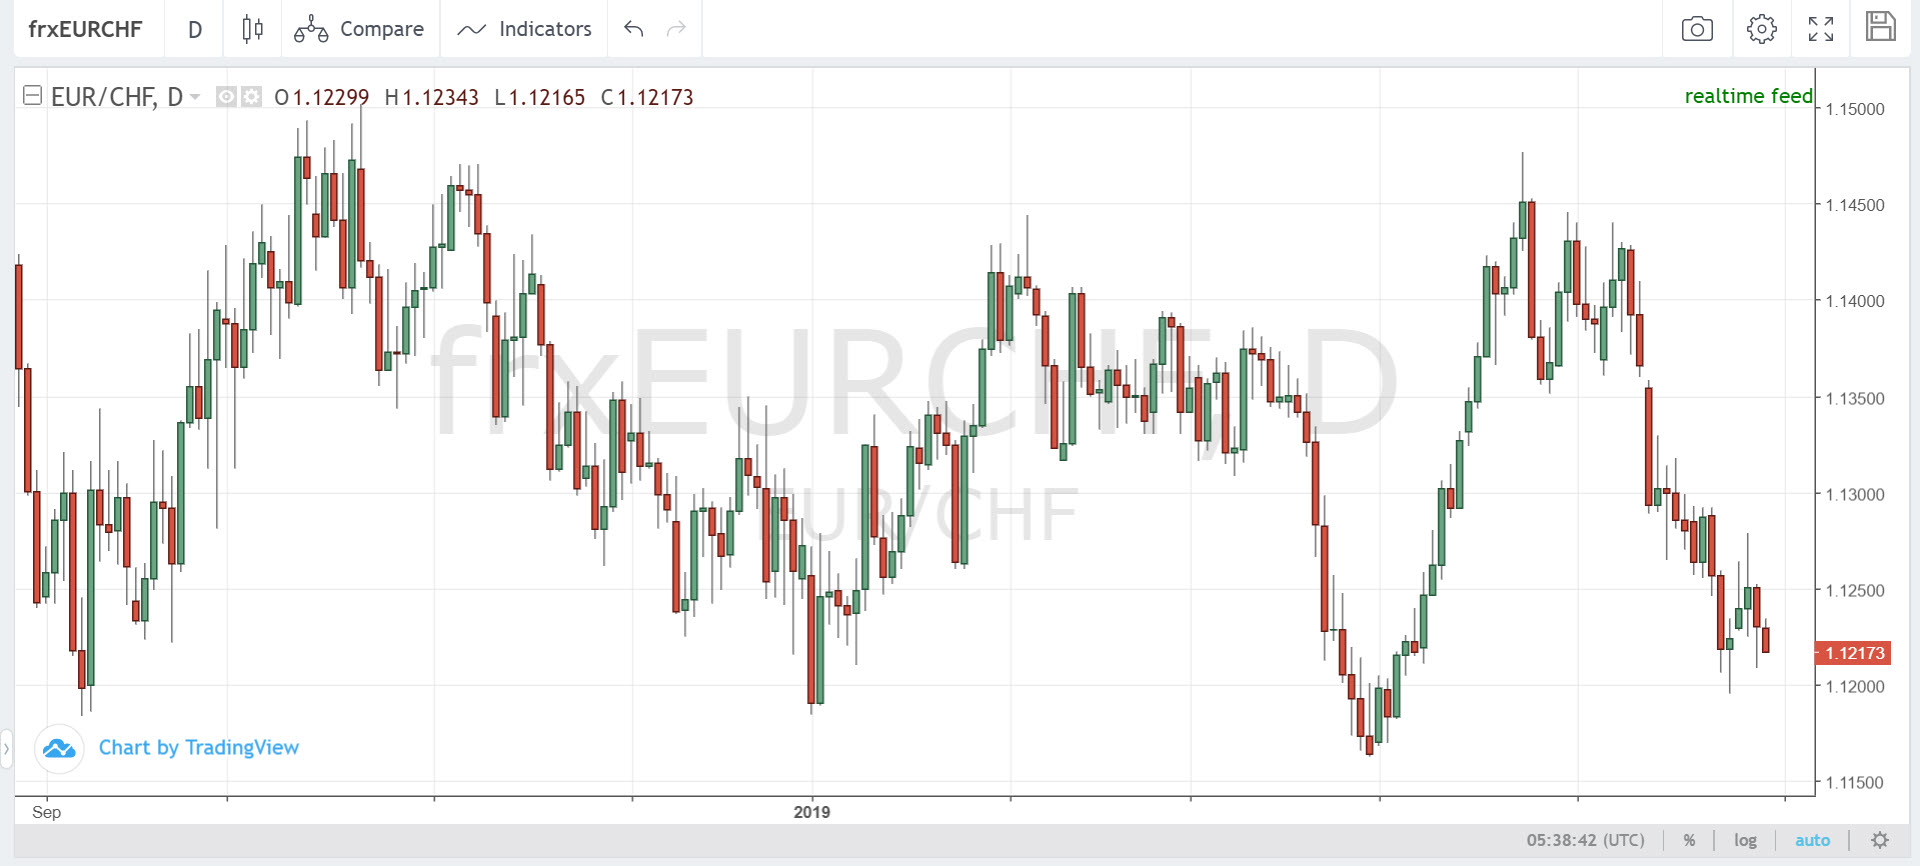 frxEURCHF D Compare Indicators
EUR/CHF, D O1.12299 H1.12343 L1.12165 C1.12173
realtime feed
1.15000
1.14500
1.14000
1.13500
1.13000
1.12500
1.12173
1.12000
1.11500
frxEURCHF, D
EUR/CHF
Chart by TradingView
Sep 2019
05:38:42 (UTC) % log auto